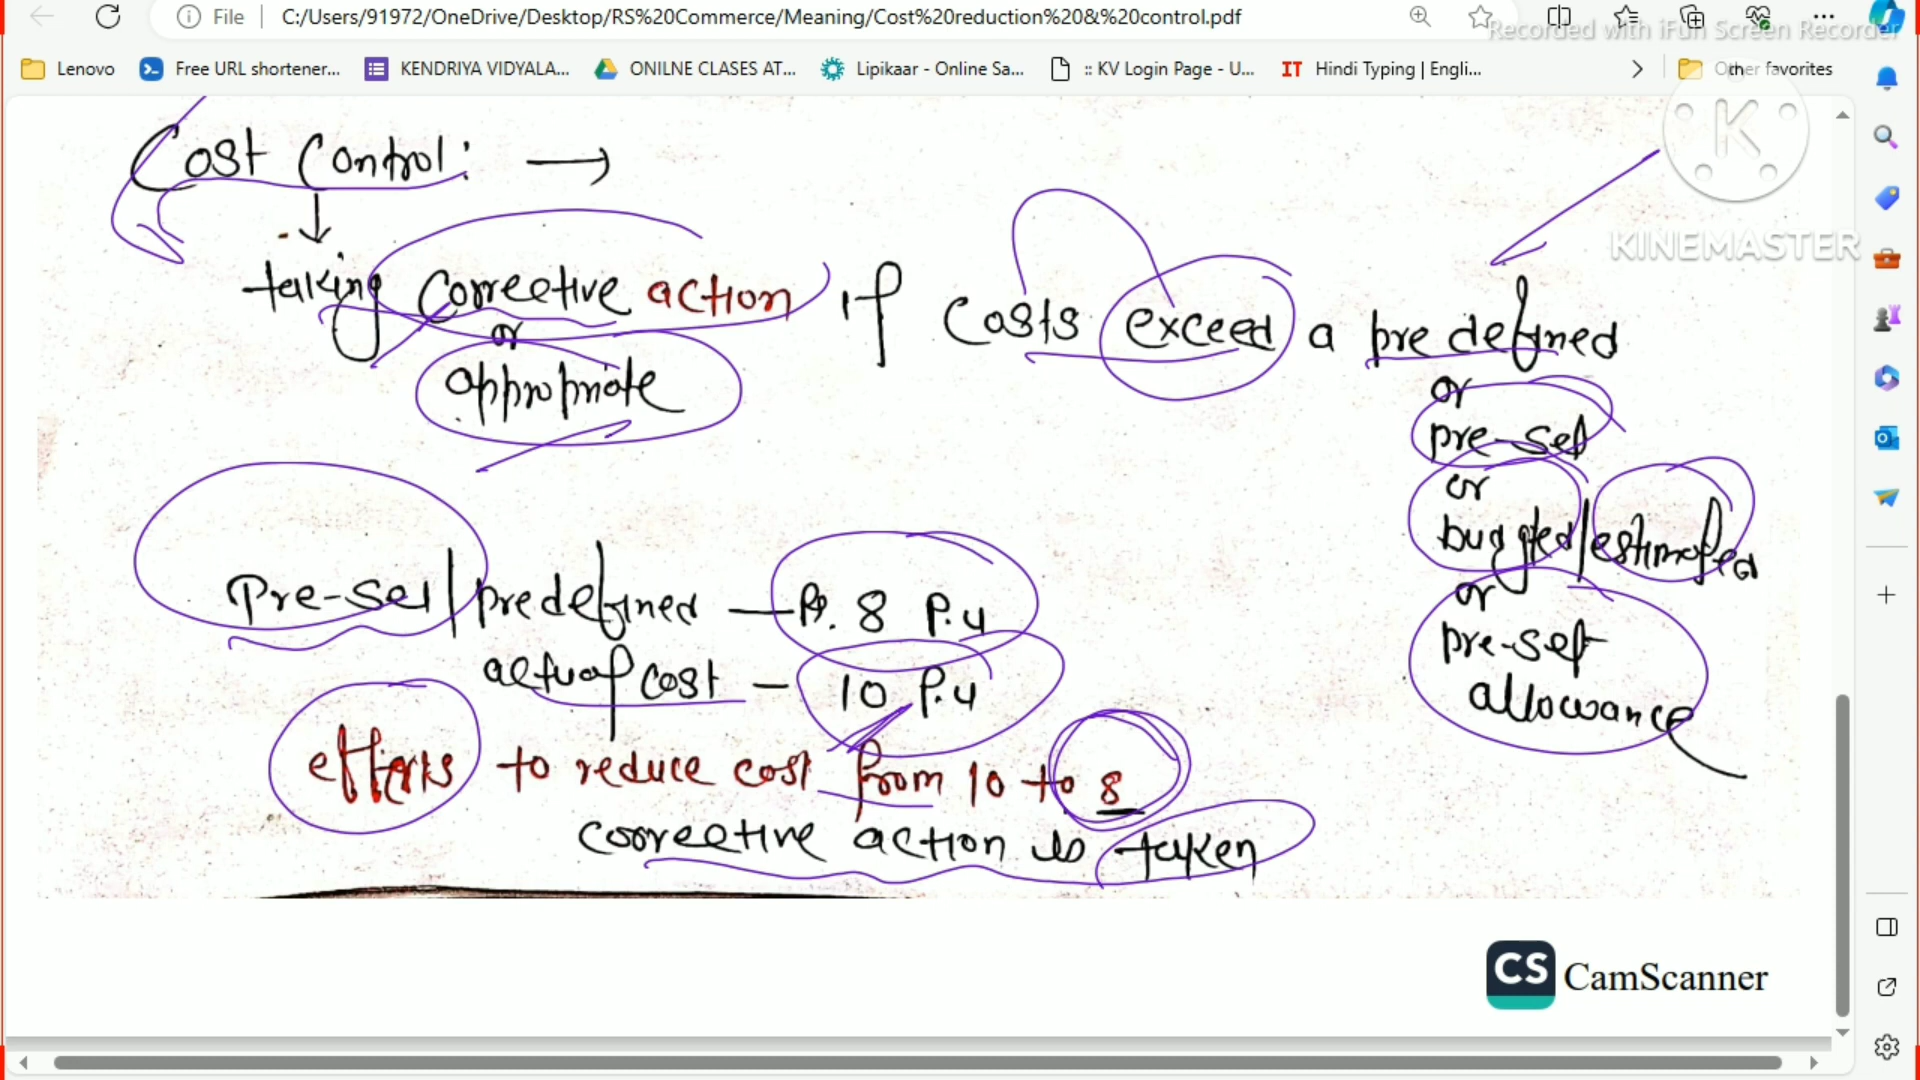 File C:/Users/91972/OneDrive/Desktop/RS%20Commerce/Meaning/Cost%20reduction%20&%20control.pdf
Recorded with iFun Screen Recorder
Lenovo Free URL shortener... KENDRIYA VIDYALA... ONILNE CLASES AT... Lipikaar - Online Sa... :: KV Login Page - U... IT Hindi Typing | Engli... Other favorites
K
KINEMASTER
Cost Control: →
taking corrective action if costs exceed a pre defined
or
appropriate
or
pre-set
or
buggted/estimated
or
pre-set
allowance
Pre-set/predefined — Rs. 8 P.u
actual cost — 10 P.u
efforts to reduce cost from 10 to 8
corrective action is taken
CS CamScanner